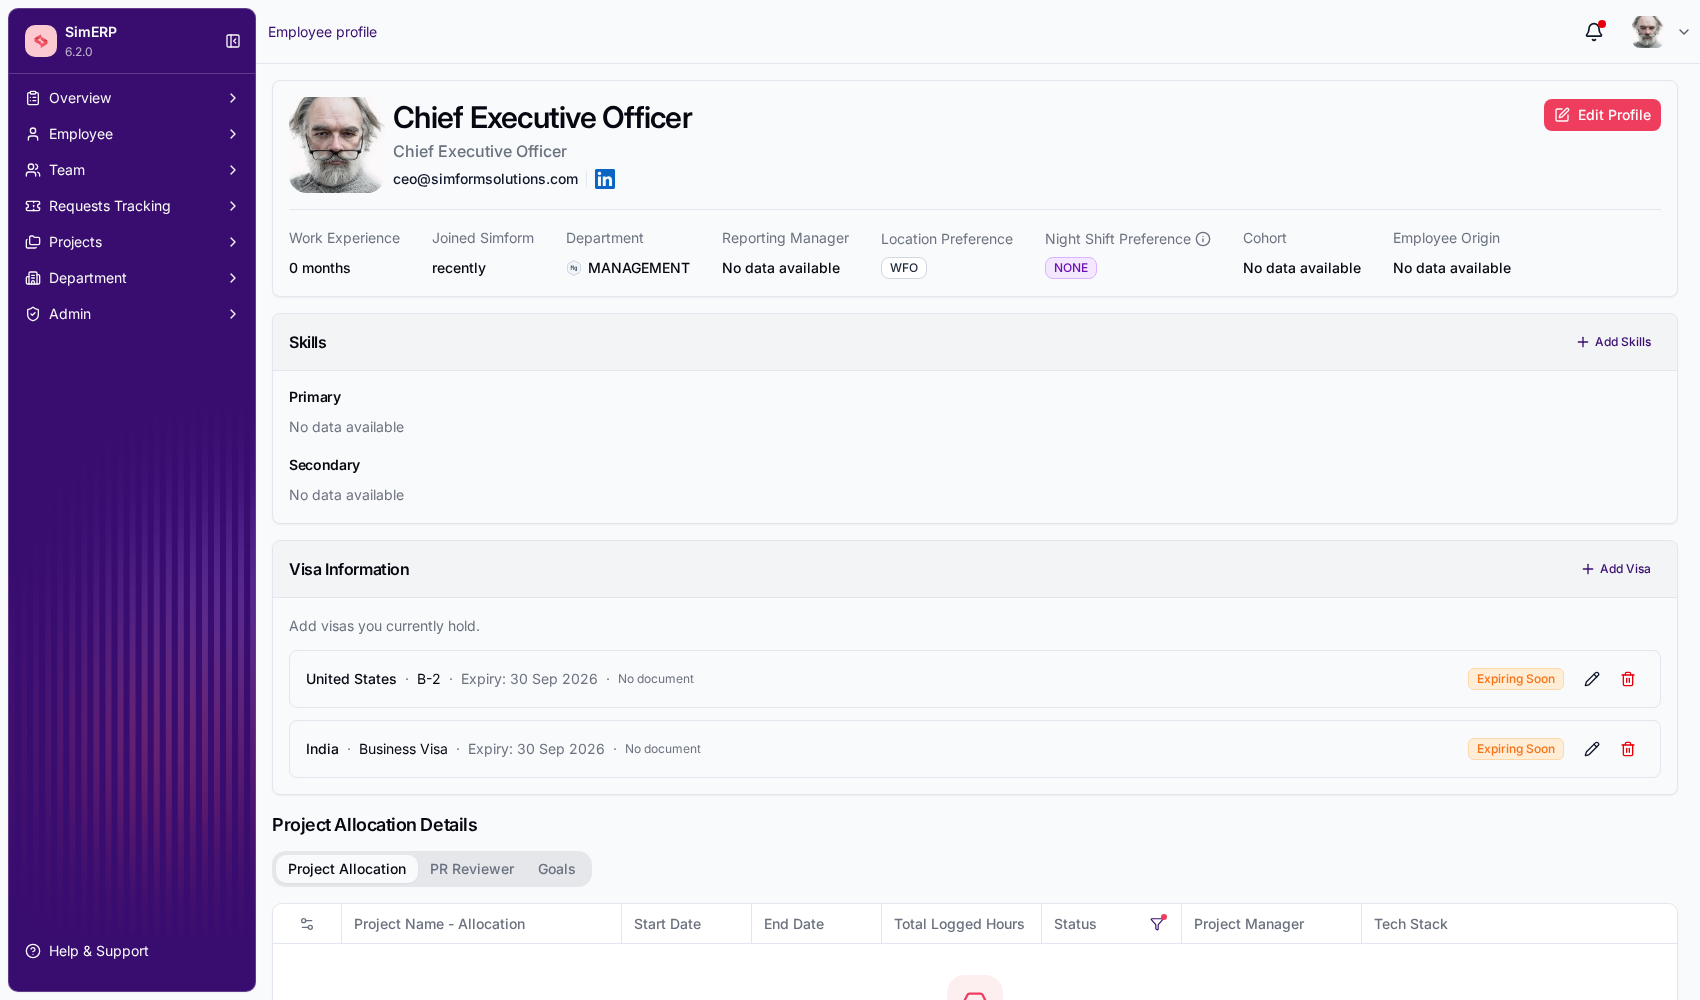 SimERP
6.2.0
Overview
Employee
Team
Requests Tracking
Projects
Department
Admin
Help & Support
Employee profile
Chief Executive Officer
Edit Profile
Chief Executive Officer
ceo@simformsolutions.com
Work Experience
0 months
Joined Simform
recently
Department
MANAGEMENT
Reporting Manager
No data available
Location Preference
WFO
Night Shift Preference
NONE
Cohort
No data available
Employee Origin
No data available
Skills
Add Skills
Primary
No data available
Secondary
No data available
Visa Information
Add Visa
Add visas you currently hold.
United States · B-2 · Expiry: 30 Sep 2026 · No document Expiring Soon
India · Business Visa · Expiry: 30 Sep 2026 · No document Expiring Soon
Project Allocation Details
Project Allocation PR Reviewer Goals
Project Name - Allocation Start Date End Date Total Logged Hours Status Project Manager Tech Stack